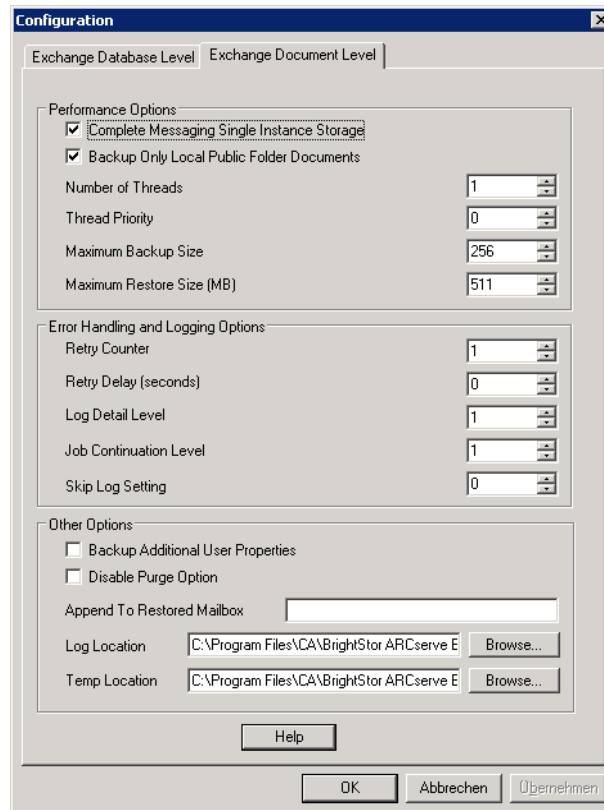 Configuration
Exchange Database Level
Exchange Document Level
Performance Options
Complete Messaging Single Instance Storage
Backup Only Local Public Folder Documents
Number of Threads 1
Thread Priority 0
Maximum Backup Size 256
Maximum Restore Size (MB) 511
Error Handling and Logging Options
Retry Counter 1
Retry Delay (seconds) 0
Log Detail Level 1
Job Continuation Level 1
Skip Log Setting 0
Other Options
Backup Additional User Properties
Disable Purge Option
Append To Restored Mailbox
Log Location C:\Program Files\CA\BrightStor ARCserve E Browse...
Temp Location C:\Program Files\CA\BrightStor ARCserve E Browse...
Help
OK Abbrechen Übernehmen